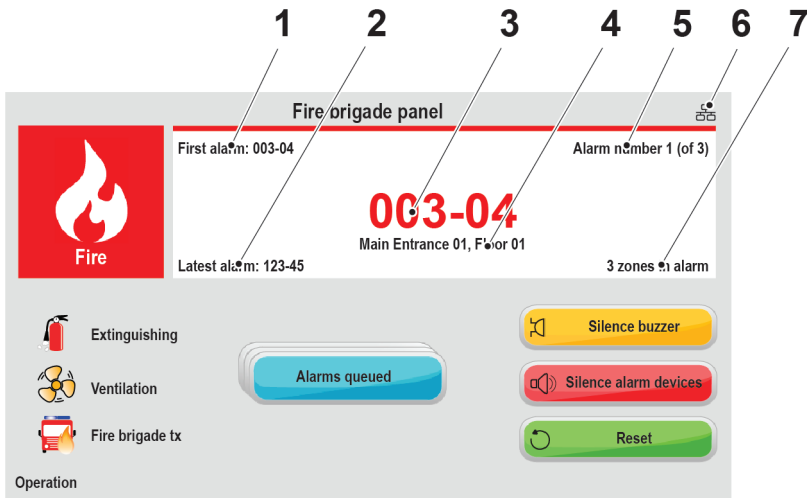 1 2 3 4 5 6 7
Fire brigade panel
First alarm: 003-04
Alarm number 1 (of 3)
003-04
Main Entrance 01, Floor 01
Fire
Latest alarm: 123-45
3 zones in alarm
Extinguishing
Silence buzzer
Alarms queued
Ventilation
Silence alarm devices
Fire brigade tx
Reset
Operation